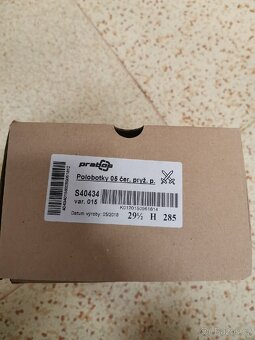 prabos
Polobotky 05 čer. pryž. p.
S40434
var. 015
Datum výroby: 05/2018
29½ H 285